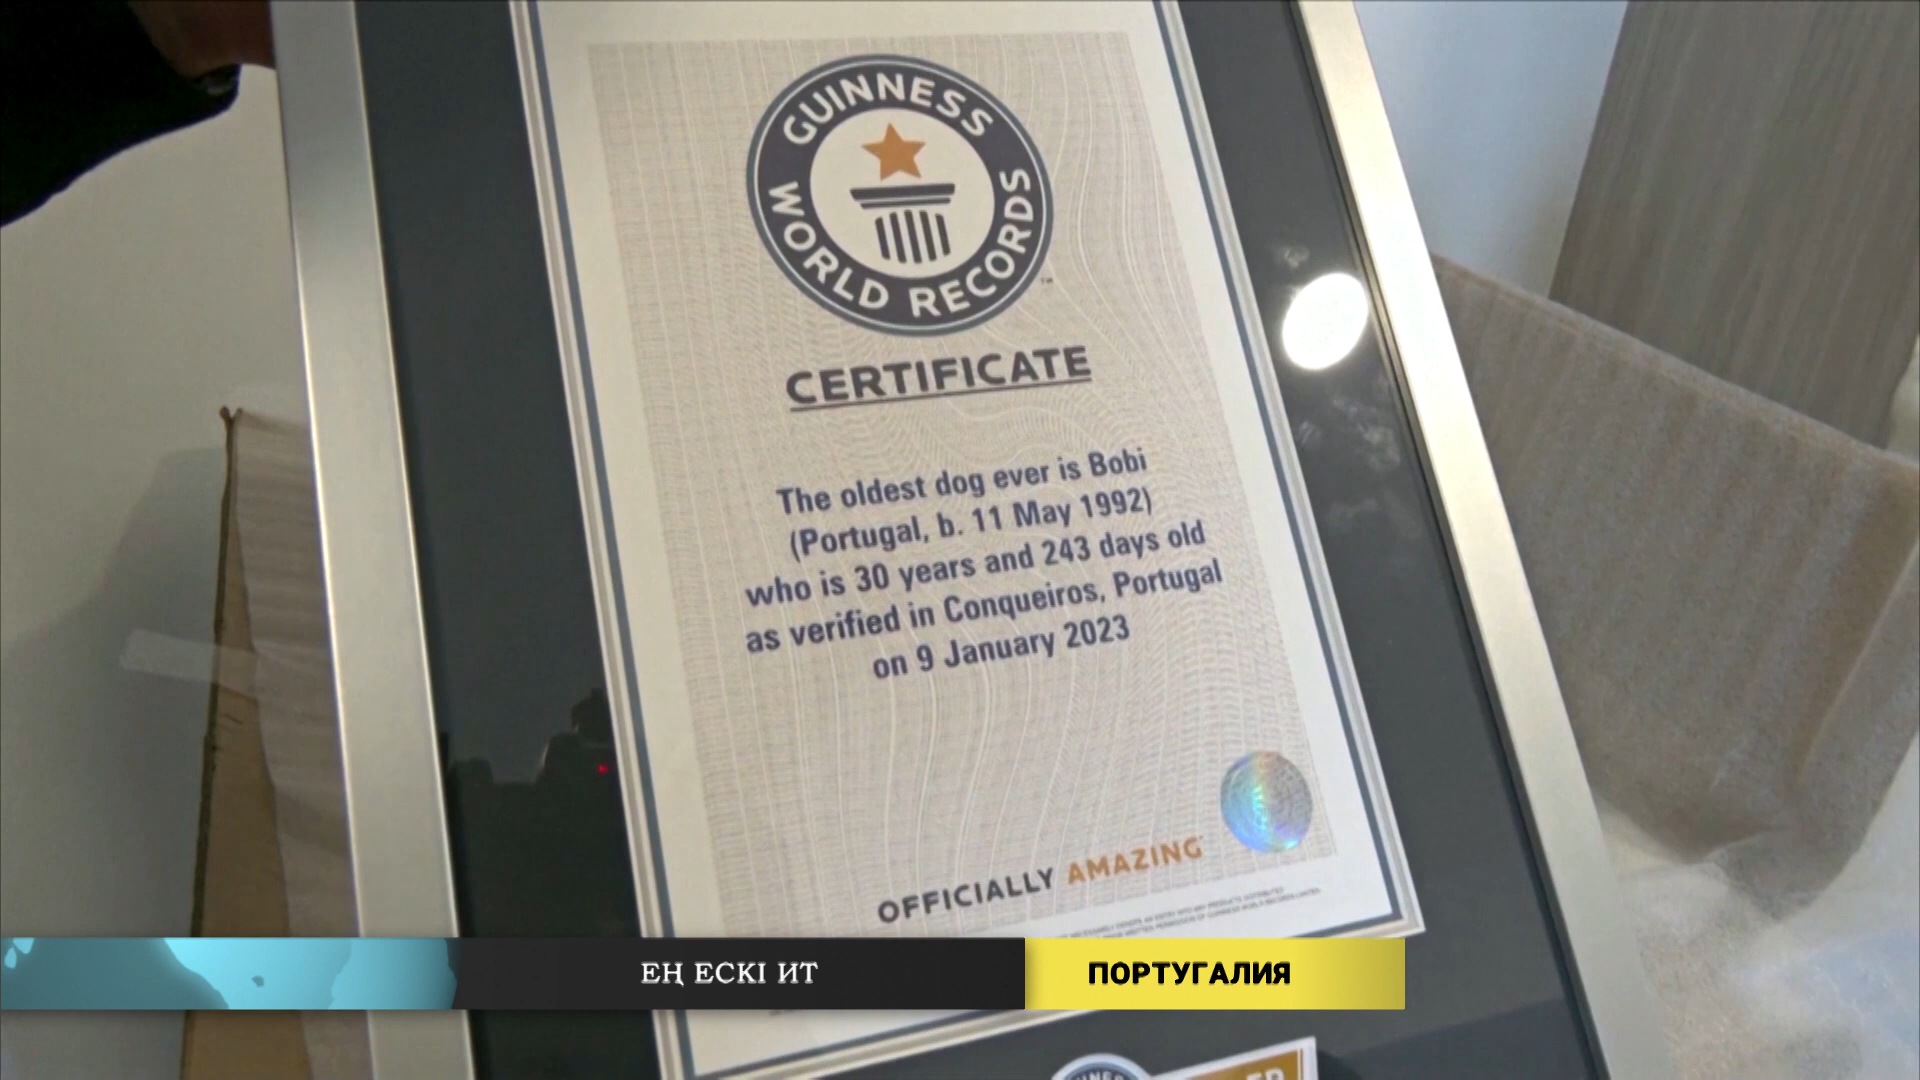 GUINNESS
WORLD RECORDS
CERTIFICATE
The oldest dog ever is Bobi
(Portugal, b. 11 May 1992)
who is 30 years and 243 days old
as verified in Conqueiros, Portugal
on 9 January 2023
OFFICIALLY AMAZING
ЕҢ ЕСКІ ИТ
ПОРТУГАЛИЯ